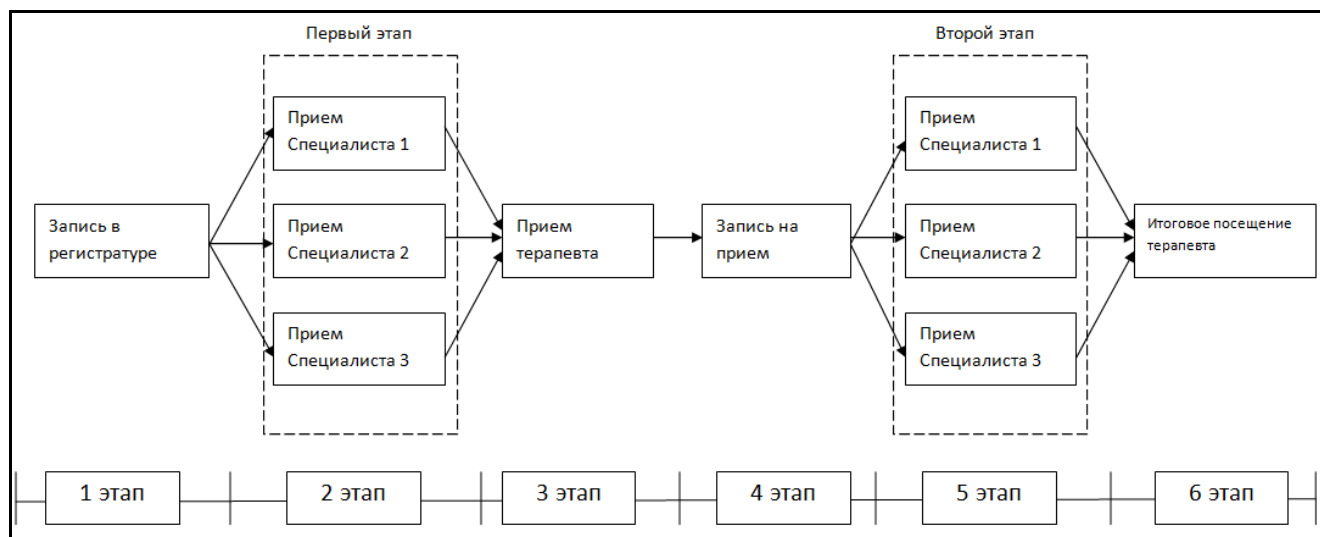 Первый этап
Второй этап
Прием
Специалиста 1
Прием
Специалиста 1
Запись в
регистратуре
Прием
Специалиста 2
Прием
терапевта
Запись на
прием
Прием
Специалиста 2
Итоговое посещение
терапевта
Прием
Специалиста 3
Прием
Специалиста 3
1 этап
2 этап
3 этап
4 этап
5 этап
6 этап